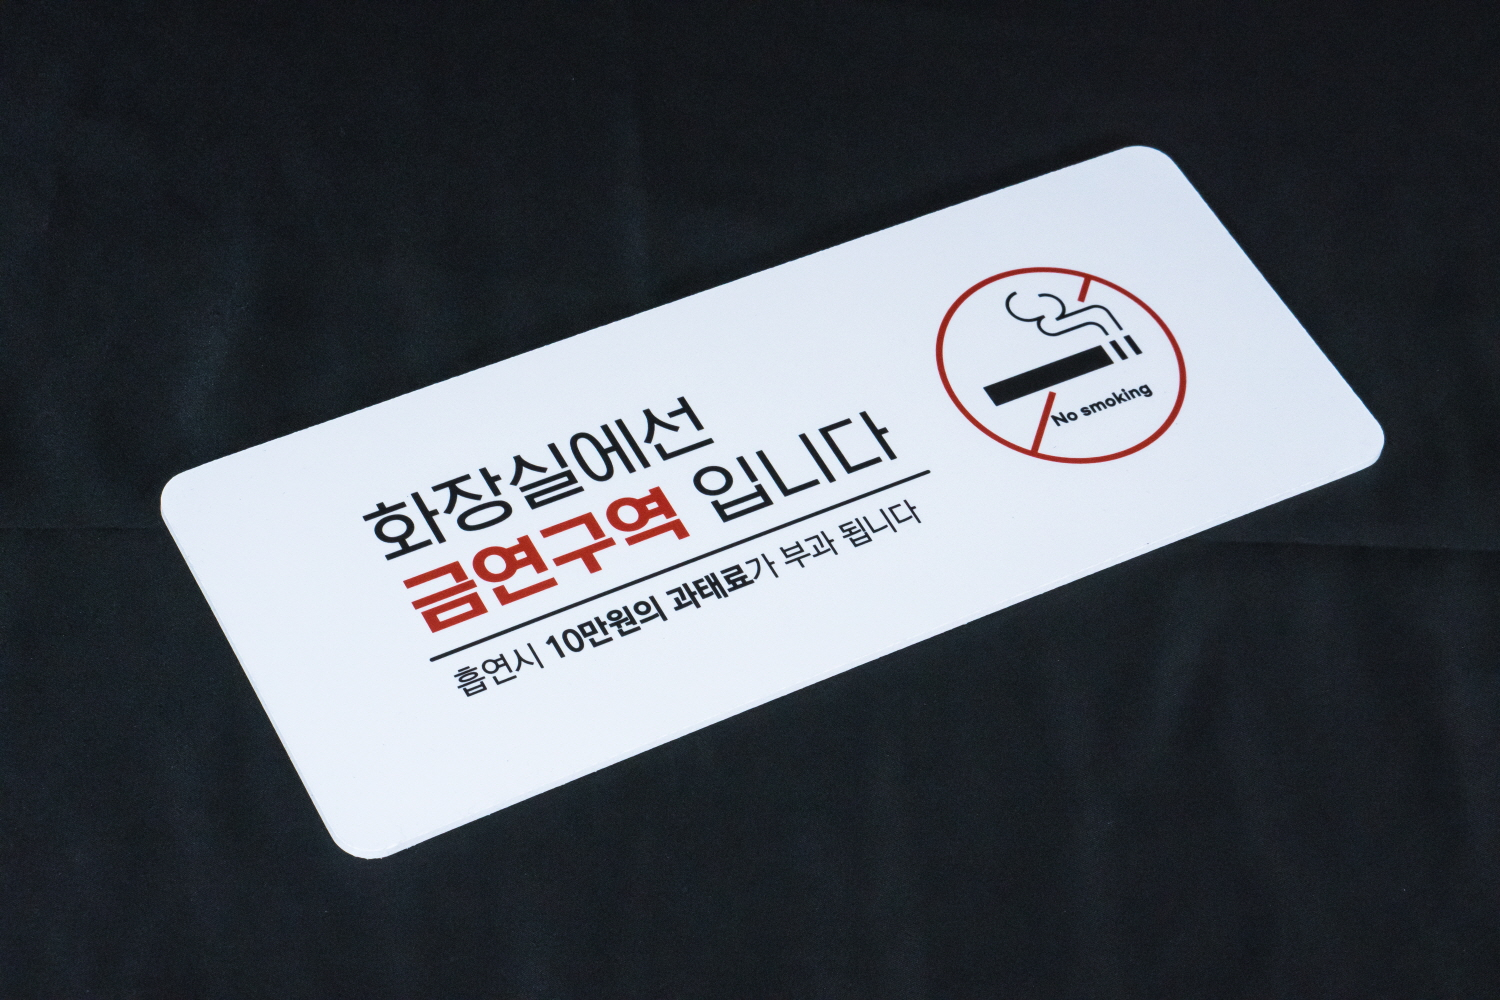 화장실에선
금연구역 입니다
흡연시 10만원의 과태료가 부과 됩니다
No smoking